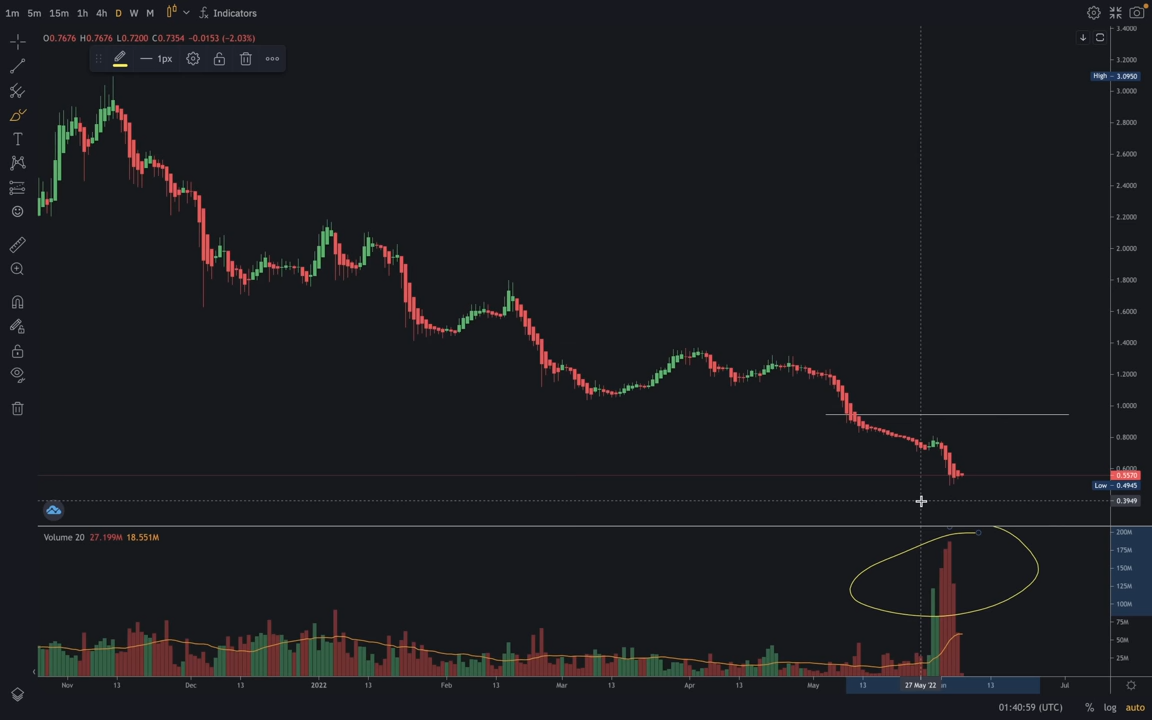 1m 5m 15m 1h 4h D W M Indicators
O0.7676 H0.7676 L0.7200 C0.7354 −0.0153 (−2.03%)
1px
3.4000
3.2000
High 3.0950
3.0000
2.8000
2.6000
2.4000
2.2000
2.0000
1.8000
1.6000
1.4000
1.2000
1.0000
0.8000
0.6000
0.5570
Low 0.4945
0.3949
Volume 20 27.199M 18.551M
200M
175M
150M
125M
100M
75M
50M
25M
Nov 13 Dec 13 2022 13 Feb 13 Mar 13 Apr 13 May 13 27 May '22 13 Jul
01:40:59 (UTC) % log auto